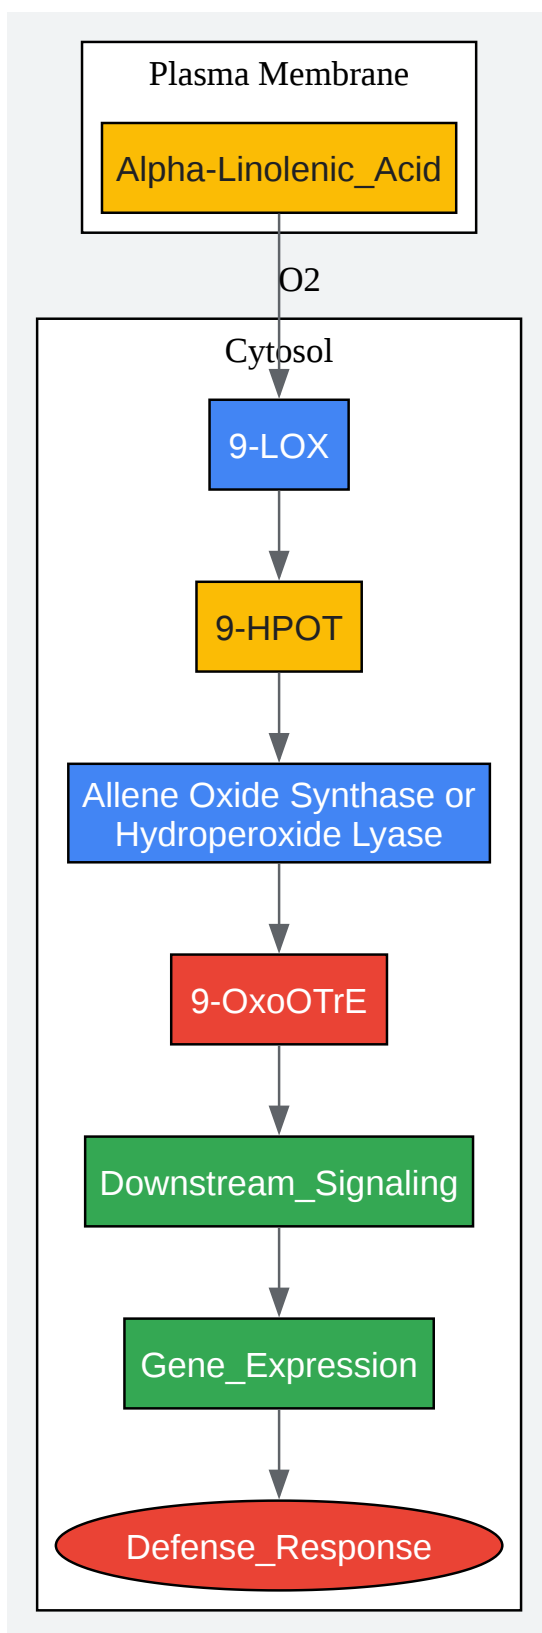 Plasma Membrane
Alpha-Linolenic_Acid
O2
Cytosol
9-LOX
9-HPOT
Allene Oxide Synthase or
Hydroperoxide Lyase
9-OxoOTrE
Downstream_Signaling
Gene_Expression
Defense_Response